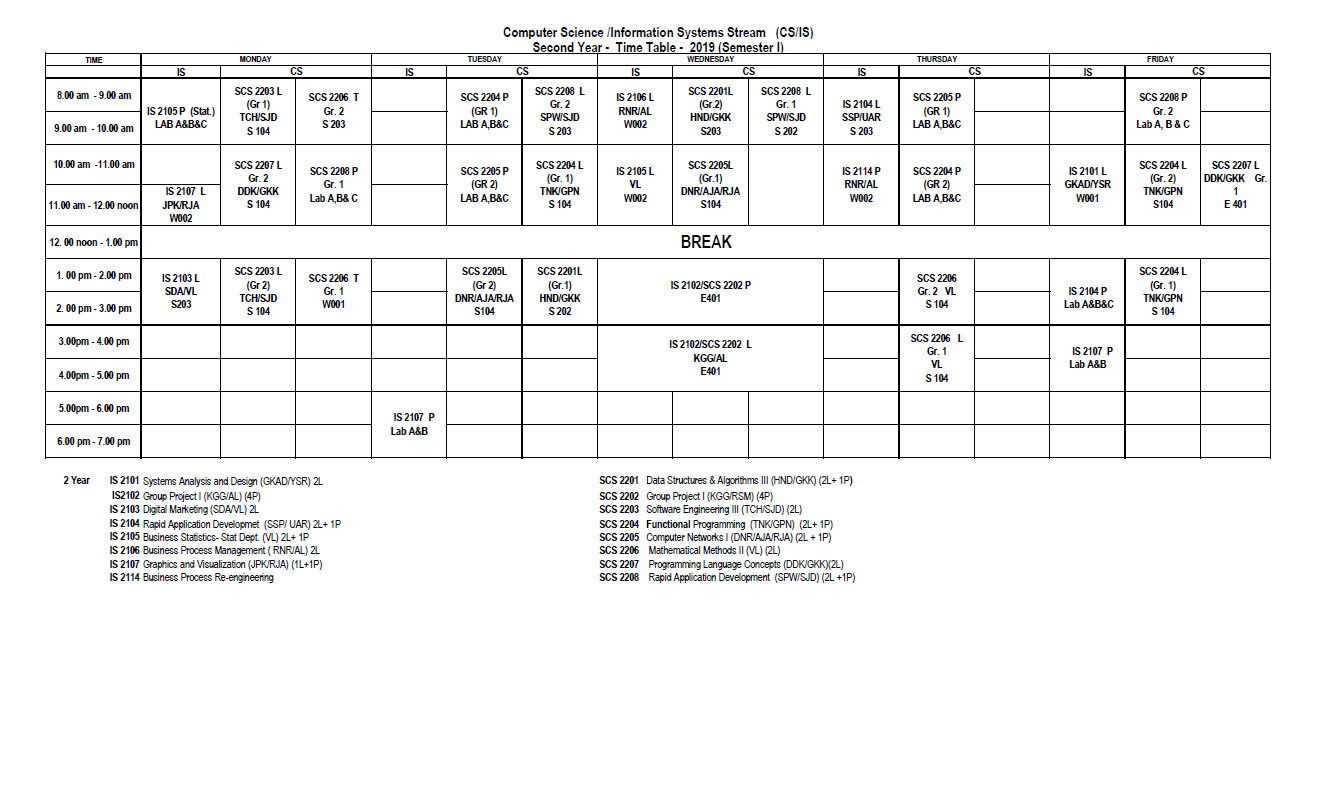 Computer Science /Information Systems Stream (CS/IS)
Second Year - Time Table - 2019 (Semester I)
TIME MONDAY TUESDAY WEDNESDAY THURSDAY FRIDAY
IS CS IS CS IS CS IS CS IS CS
8.00 am - 9.00 am
9.00 am - 10.00 am
IS 2105 P (Stat.)
LAB A&B&C
SCS 2203 L
(Gr 1)
TCH/SJD
S 104
SCS 2206 T
Gr. 2
S 203
SCS 2204 P
(GR 1)
LAB A,B&C
SCS 2208 L
Gr. 2
SPW/SJD
S 203
IS 2106 L
RNR/AL
W002
SCS 2201L
(Gr.2)
HND/GKK
S203
SCS 2208 L
Gr. 1
SPW/SJD
S 202
IS 2104 L
SSP/UAR
S 203
SCS 2205 P
(GR 1)
LAB A,B&C
SCS 2208 P
Gr. 2
Lab A, B & C
10.00 am -11.00 am
11.00 am - 12.00 noon
IS 2107 L
JPK/RJA
W002
SCS 2207 L
Gr. 2
DDK/GKK
S 104
SCS 2208 P
Gr. 1
Lab A,B& C
SCS 2205 P
(GR 2)
LAB A,B&C
SCS 2204 L
(Gr. 1)
TNK/GPN
S 104
IS 2105 L
VL
W002
SCS 2205L
(Gr.1)
DNR/AJA/RJA
S104
IS 2114 P
RNR/AL
W002
SCS 2204 P
(GR 2)
LAB A,B&C
IS 2101 L
GKAD/YSR
W001
SCS 2204 L
(Gr. 2)
TNK/GPN
S104
SCS 2207 L
DDK/GKK Gr.
1
E 401
12. 00 noon - 1.00 pm
BREAK
1. 00 pm - 2.00 pm
2. 00 pm - 3.00 pm
IS 2103 L
SDA/VL
S203
SCS 2203 L
(Gr 2)
TCH/SJD
S 104
SCS 2206 T
Gr. 1
W001
SCS 2205L
(Gr 2)
DNR/AJA/RJA
S104
SCS 2201L
(Gr.1)
HND/GKK
S 202
IS 2102/SCS 2202 P
E401
SCS 2206
Gr. 2 VL
S 104
IS 2104 P
Lab A&B&C
SCS 2204 L
(Gr. 1)
TNK/GPN
S 104
3.00pm - 4.00 pm
4.00pm - 5.00 pm
IS 2102/SCS 2202 L
KGG/AL
E401
SCS 2206 L
Gr. 1
VL
S 104
IS 2107 P
Lab A&B
5.00pm - 6.00 pm
6.00 pm - 7.00 pm
IS 2107 P
Lab A&B
2 Year IS 2101 Systems Analysis and Design (GKAD/YSR) 2L
IS2102 Group Project I (KGG/AL) (4P)
IS 2103 Digital Marketing (SDA/VL) 2L
IS 2104 Rapid Application Developmet (SSP/ UAR) 2L+ 1P
IS 2105 Business Statistics- Stat Dept. (VL) 2L+ 1P
IS 2106 Business Process Management ( RNR/AL) 2L
IS 2107 Graphics and Visualization (JPK/RJA) (1L+1P)
IS 2114 Business Process Re-engineering
SCS 2201 Data Structures & Algorithms III (HND/GKK) (2L+ 1P)
SCS 2202 Group Project I (KGG/RSM) (4P)
SCS 2203 Software Engineering III (TCH/SJD) (2L)
SCS 2204 Functional Programming (TNK/GPN) (2L+ 1P)
SCS 2205 Computer Networks I (DNR/AJA/RJA) (2L + 1P)
SCS 2206 Mathematical Methods II (VL) (2L)
SCS 2207 Programming Language Concepts (DDK/GKK)(2L)
SCS 2208 Rapid Application Development (SPW/SJD) (2L +1P)